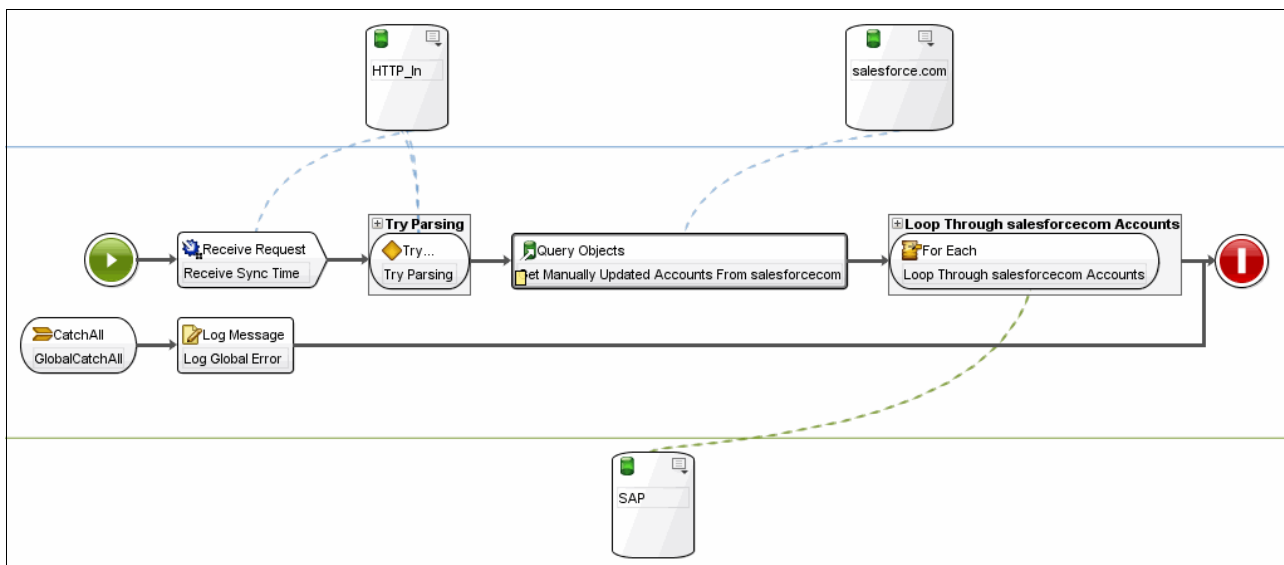 HTTP_In
salesforce.com
Try Parsing
Loop Through salesforcecom Accounts
Receive Request
Receive Sync Time
Try...
Try Parsing
Query Objects
et Manually Updated Accounts From salesforcecom
For Each
Loop Through salesforcecom Accounts
CatchAll
GlobalCatchAll
Log Message
Log Global Error
SAP